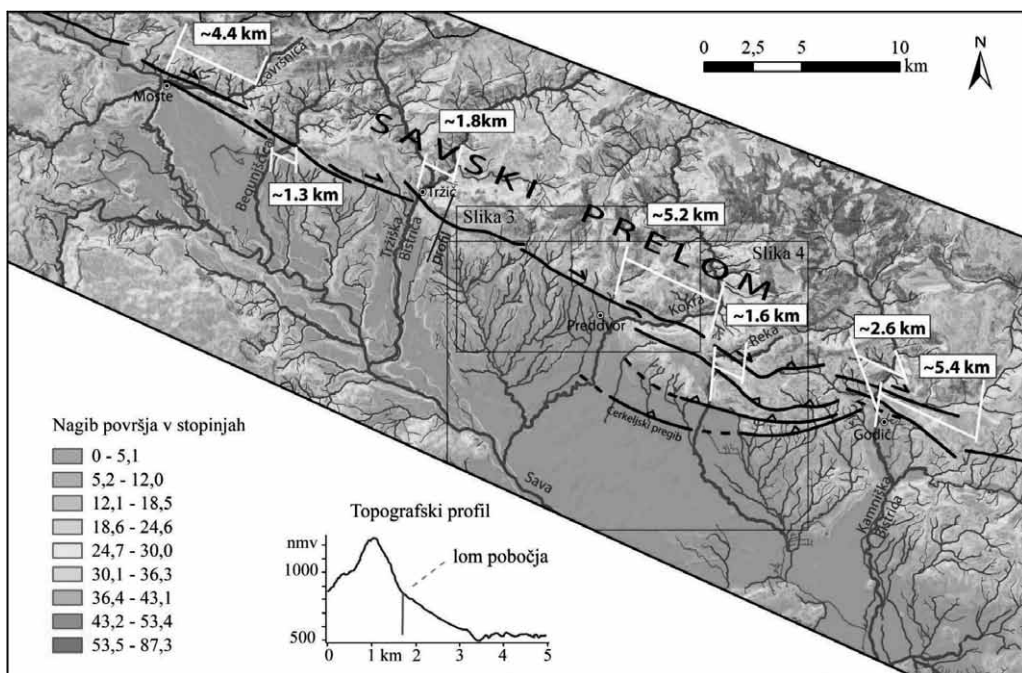 ~4.4 km
0 2,5 5 10
km
N
Završnica
Moste
SAVSKI PRELOM
~1.8km
Begunjščica
~1.3 km
Tržič
Tržiška
Bistrica
Profil
Slika 3
~5.2 km
Slika 4
Kokra
Preddvor
~1.6 km
Reka
~2.6 km
~5.4 km
Cerkeljski pregib
Godič
Kamniška
Bistrica
Sava
Nagib površja v stopinjah
0 - 5,1
5,2 - 12,0
12,1 - 18,5
18,6 - 24,6
24,7 - 30,0
30,1 - 36,3
36,4 - 43,1
43,2 - 53,4
53,5 - 87,3
Topografski profil
nmv
1000
500
lom pobočja
0 1 km 2 3 4 5